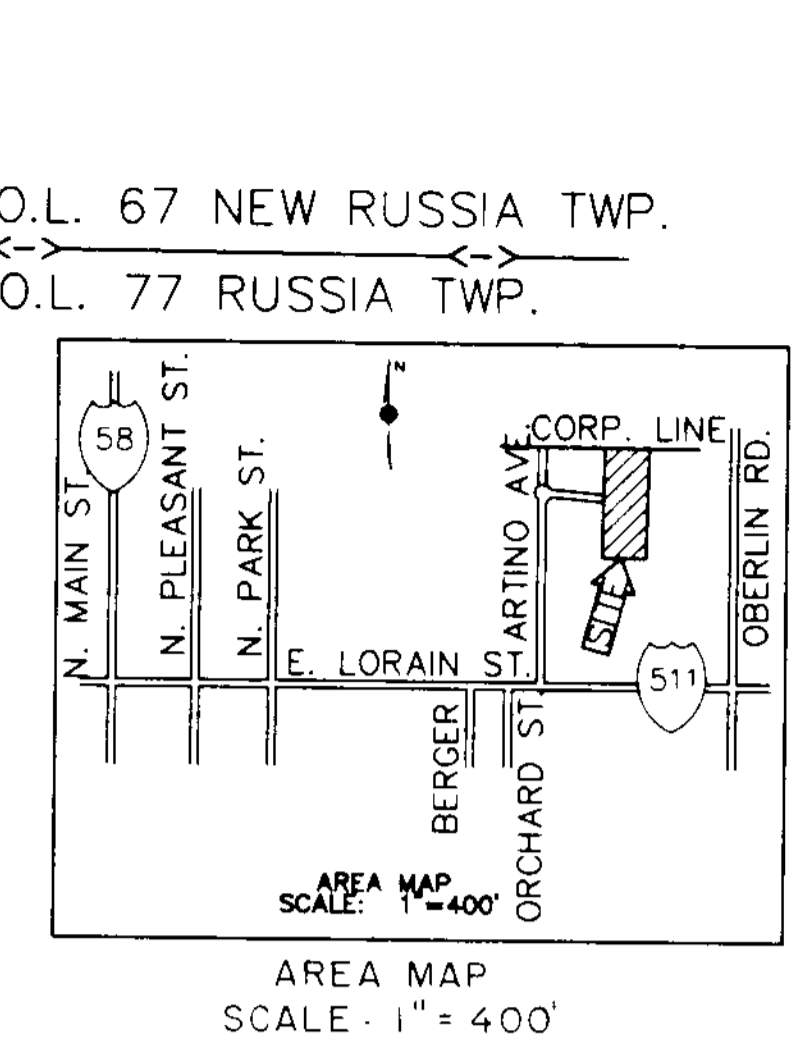 O.L. 67 NEW RUSSIA TWP.
O.L. 77 RUSSIA TWP.
N
58
N. MAIN ST.
N. PLEASANT ST.
N. PARK ST.
ARTINO AVE.
CORP. LINE
OBERLIN RD.
SITE
E. LORAIN ST.
511
BERGER
ORCHARD ST.
AREA MAP
SCALE: 1"=400'
AREA MAP
SCALE - 1" = 400'